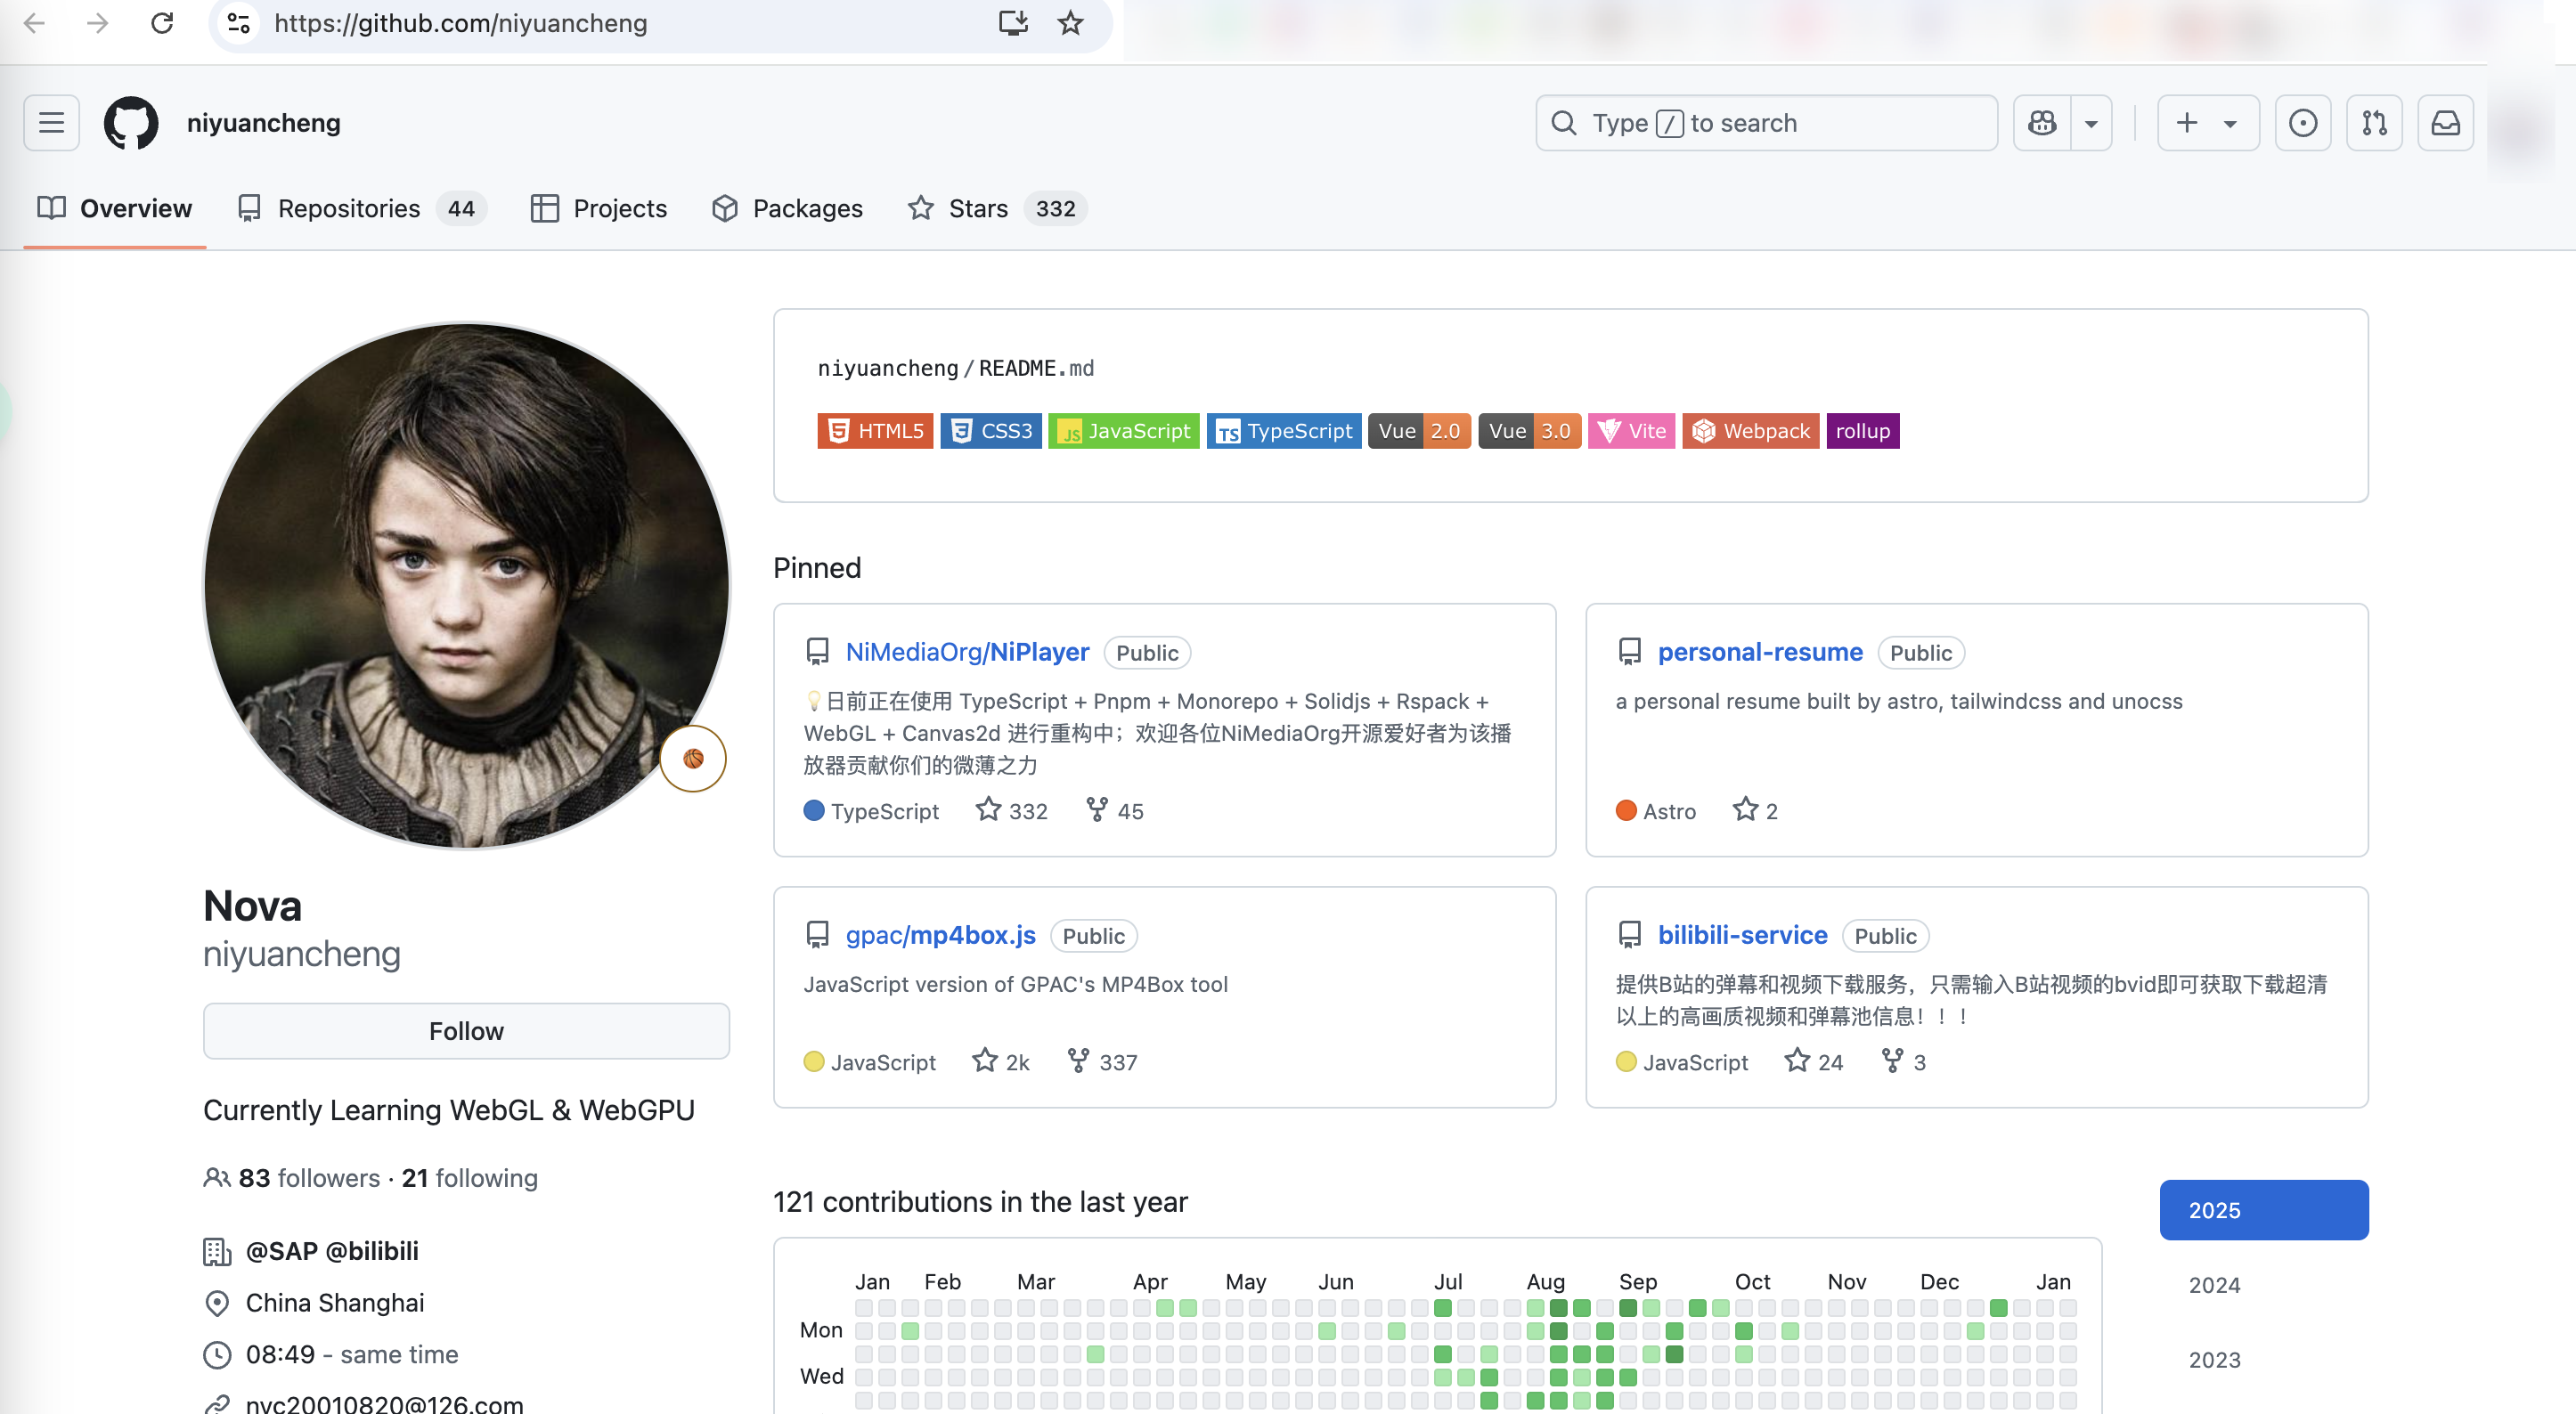 https://github.com/niyuancheng
niyuancheng
Type / to search
Overview
Repositories 44
Projects
Packages
Stars 332
niyuancheng/README.md
HTML5 CSS3 JS JavaScript TS TypeScript Vue 2.0 Vue 3.0 Vite Webpack rollup
Pinned
NiMediaOrg/NiPlayer Public
💡日前正在使用 TypeScript + Pnpm + Monorepo + Solidjs + Rspack +
WebGL + Canvas2d 进行重构中；欢迎各位NiMediaOrg开源爱好者为该播
放器贡献你们的微薄之力
TypeScript 332 45
personal-resume Public
a personal resume built by astro, tailwindcss and unocss
Astro 2
gpac/mp4box.js Public
JavaScript version of GPAC's MP4Box tool
JavaScript 2k 337
bilibili-service Public
提供B站的弹幕和视频下载服务，只需输入B站视频的bvid即可获取下载超清
以上的高画质视频和弹幕池信息！！！
JavaScript 24 3
Nova
niyuancheng
Follow
Currently Learning WebGL & WebGPU
83 followers · 21 following
@SAP @bilibili
China Shanghai
08:49 - same time
nyc20010820@126.com
121 contributions in the last year
Jan Feb Mar Apr May Jun Jul Aug Sep Oct Nov Dec Jan
Mon
Wed
2025
2024
2023